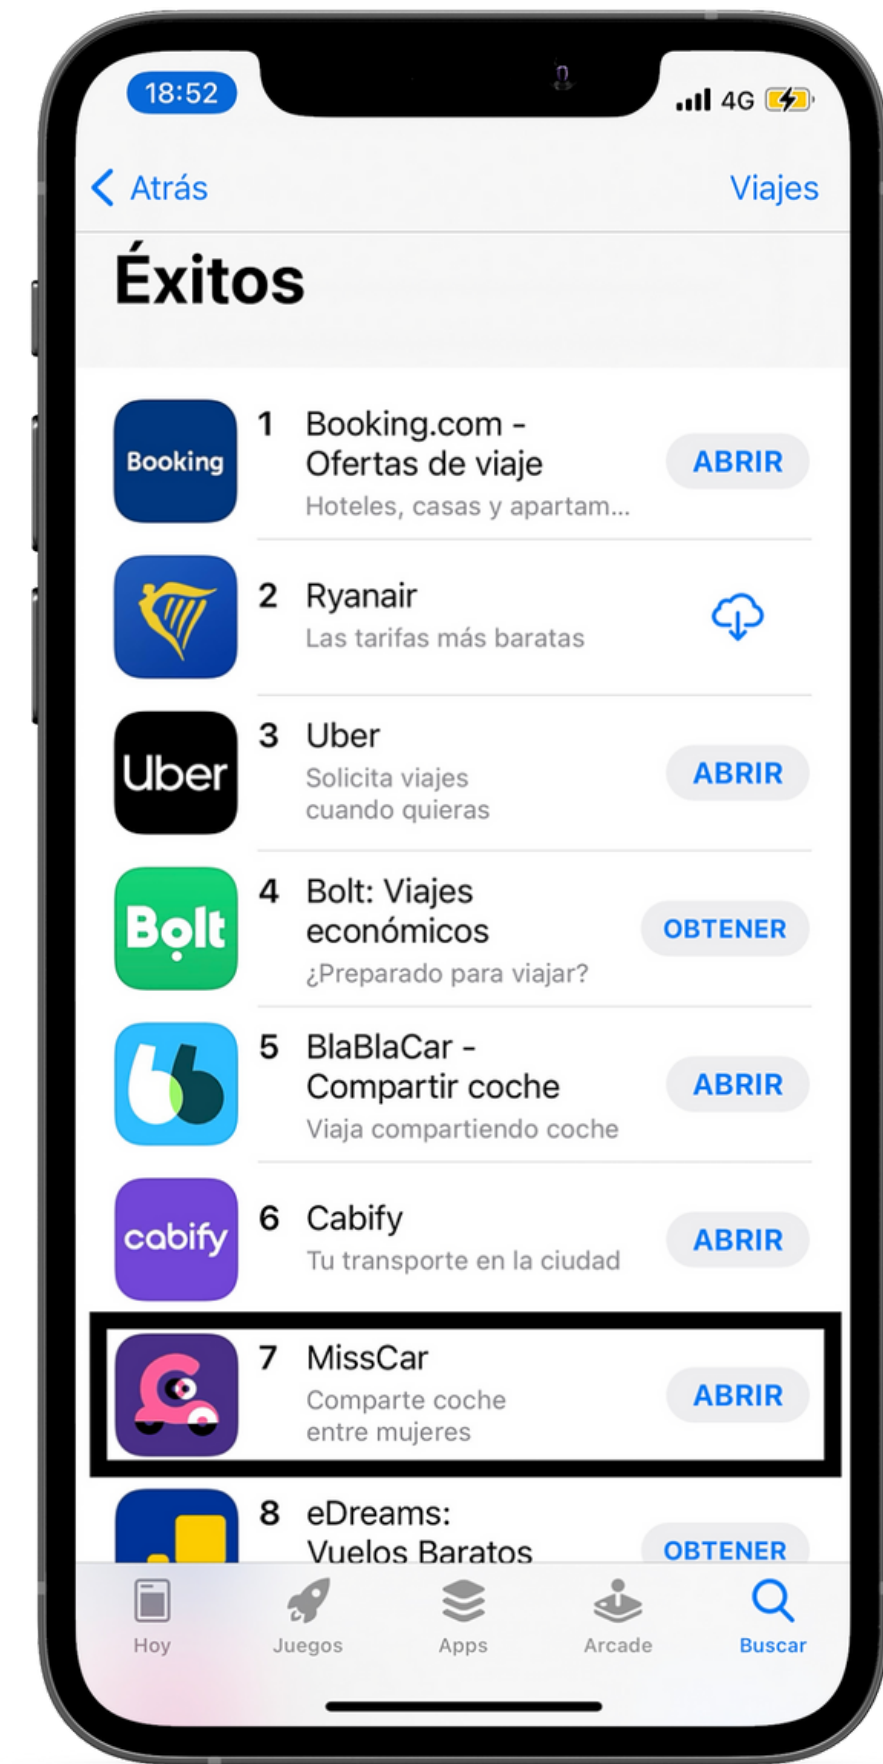 18:52
4G
Atrás
Viajes
Éxitos
Booking
1 Booking.com -
Ofertas de viaje
Hoteles, casas y apartam...
ABRIR
2 Ryanair
Las tarifas más baratas
Uber
3 Uber
Solicita viajes
cuando quieras
ABRIR
Bolt
4 Bolt: Viajes
económicos
¿Preparado para viajar?
OBTENER
5 BlaBlaCar -
Compartir coche
Viaja compartiendo coche
ABRIR
cabify
6 Cabify
Tu transporte en la ciudad
ABRIR
7 MissCar
Comparte coche
entre mujeres
ABRIR
8 eDreams:
Vuelos Baratos
OBTENER
Hoy
Juegos
Apps
Arcade
Buscar